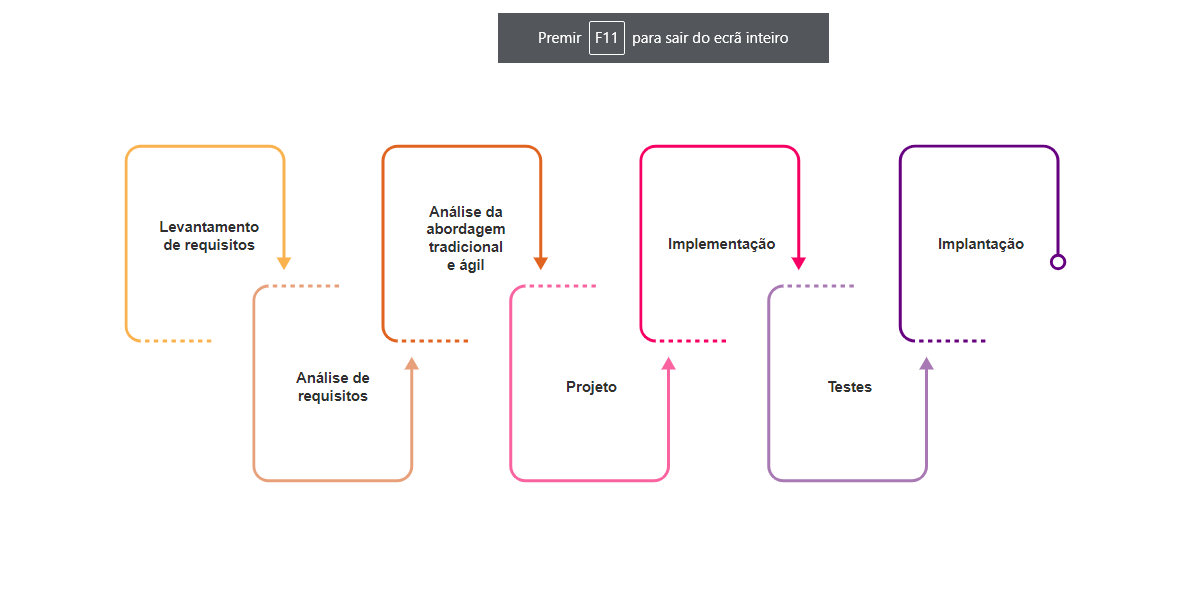 Premir F11 para sair do ecrã inteiro
Levantamento
de requisitos
Análise de
requisitos
Análise da
abordagem
tradicional
e ágil
Projeto
Implementação
Testes
Implantação